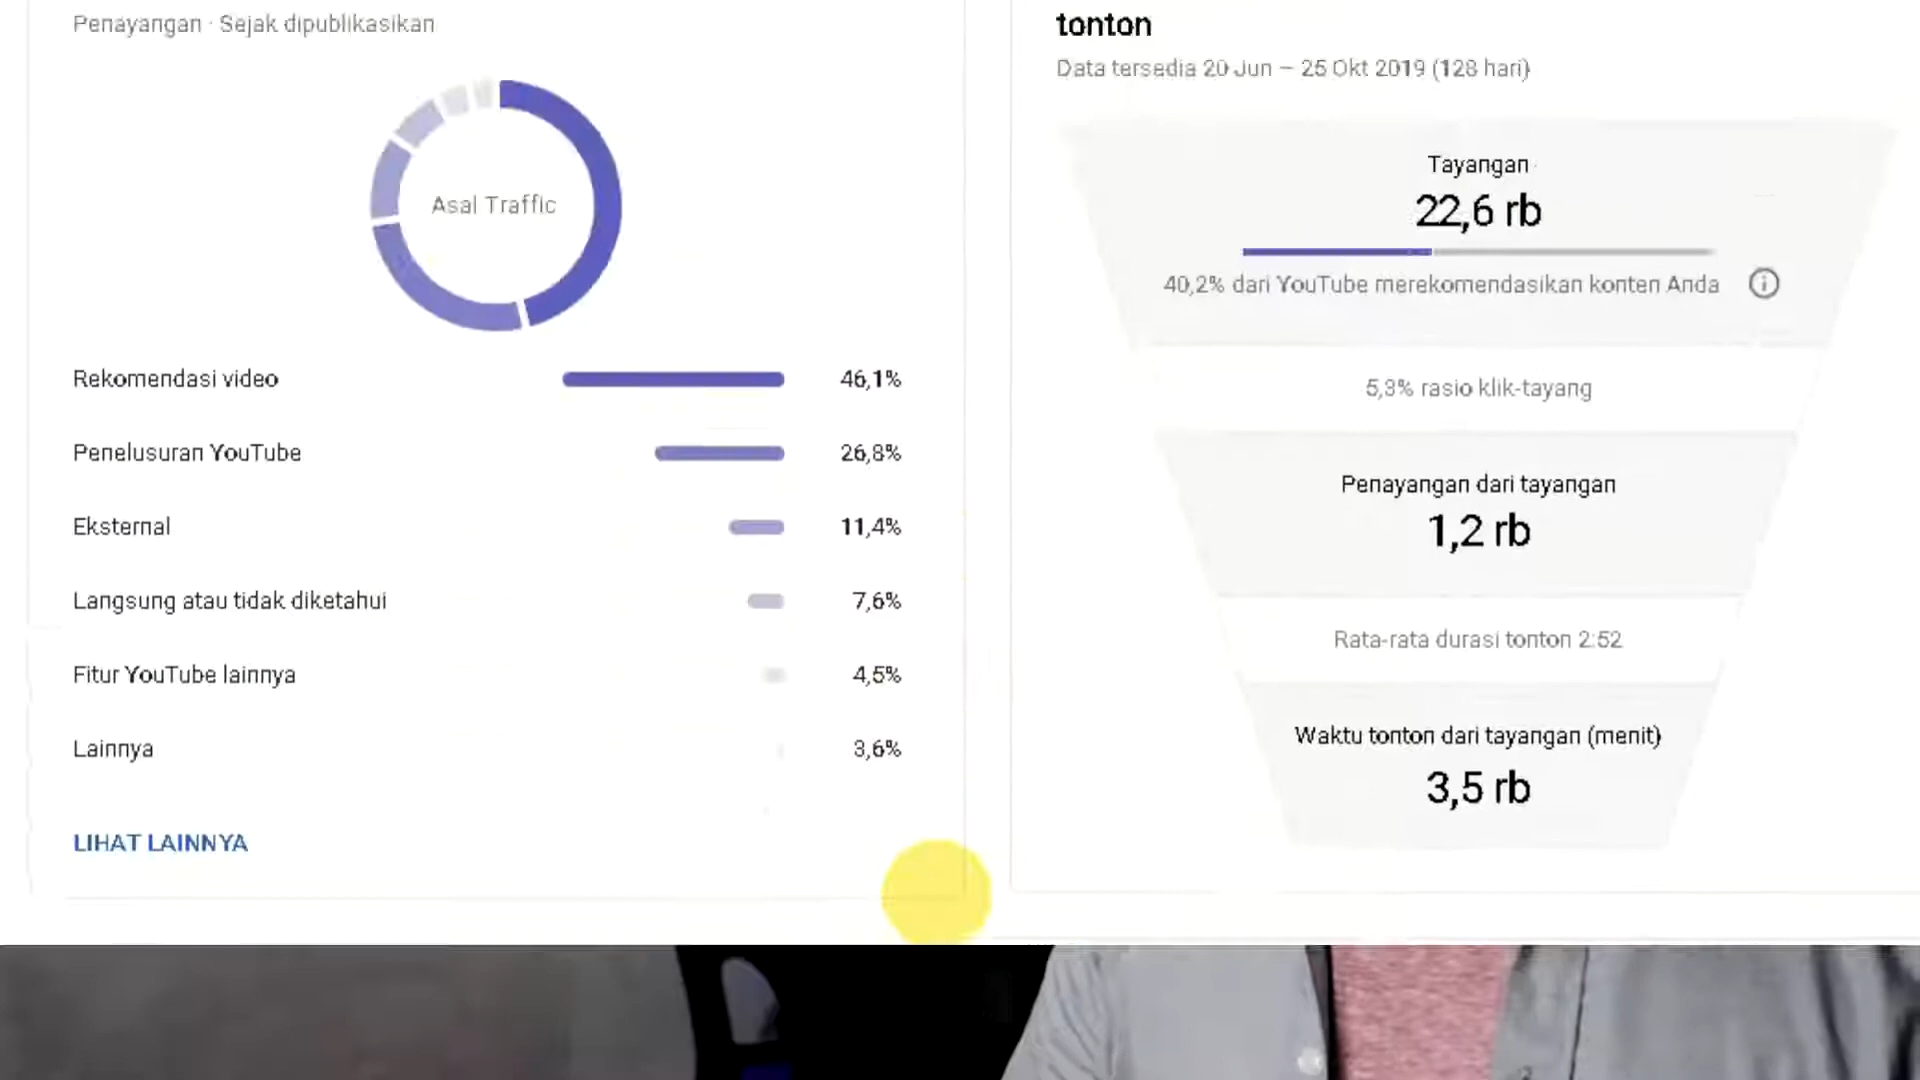 Penayangan · Sejak dipublikasikan
Asal Traffic
Rekomendasi video 46,1%
Penelusuran YouTube 26,8%
Eksternal 11,4%
Langsung atau tidak diketahui 7,6%
Fitur YouTube lainnya 4,5%
Lainnya 3,6%
LIHAT LAINNYA
tonton
Data tersedia 20 Jun – 25 Okt 2019 (128 hari)
Tayangan
22,6 rb
40,2% dari YouTube merekomendasikan konten Anda
5,3% rasio klik-tayang
Penayangan dari tayangan
1,2 rb
Rata-rata durasi tonton 2:52
Waktu tonton dari tayangan (menit)
3,5 rb